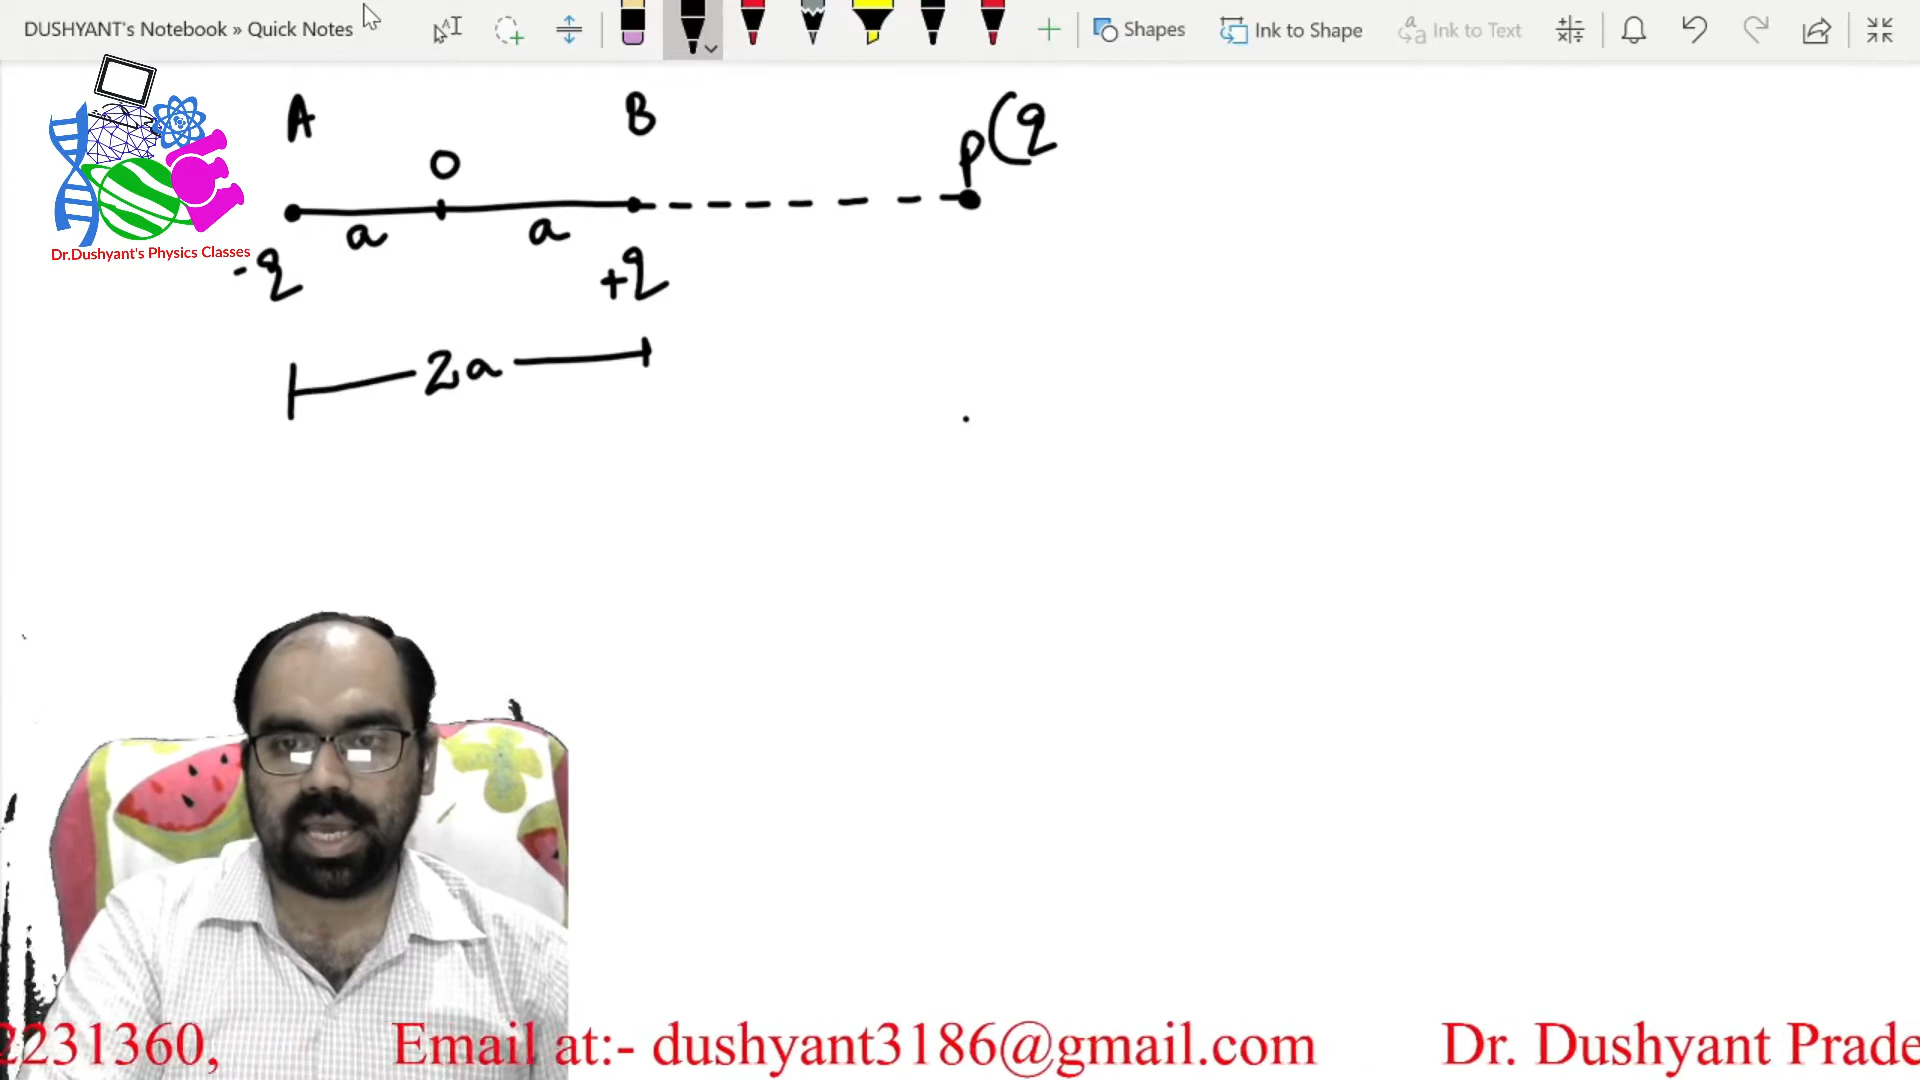 DUSHYANT's Notebook » Quick Notes
Shapes
Ink to Shape
Ink to Text
A B P(q
O
a a
Dr.Dushyant's Physics Classes
-q +q
2a
2231360, Email at:- dushyant3186@gmail.com Dr. Dushyant Prade